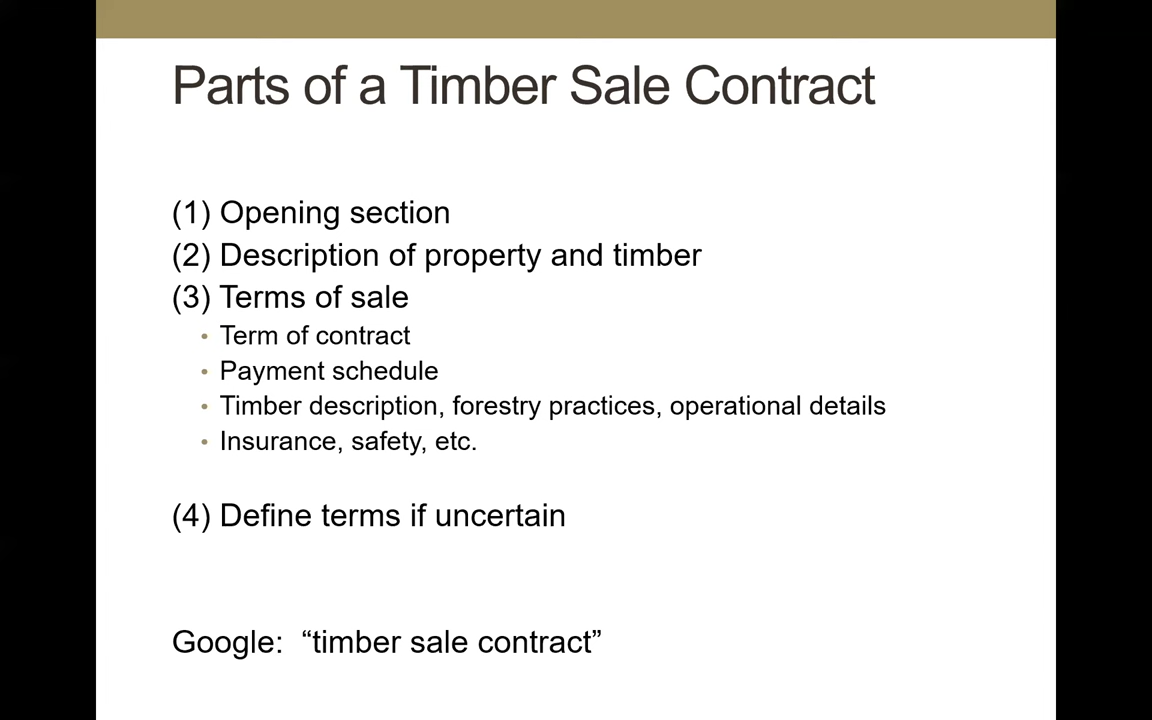 Parts of a Timber Sale Contract
(1) Opening section
(2) Description of property and timber
(3) Terms of sale
• Term of contract
• Payment schedule
• Timber description, forestry practices, operational details
• Insurance, safety, etc.
(4) Define terms if uncertain
Google:  “timber sale contract”